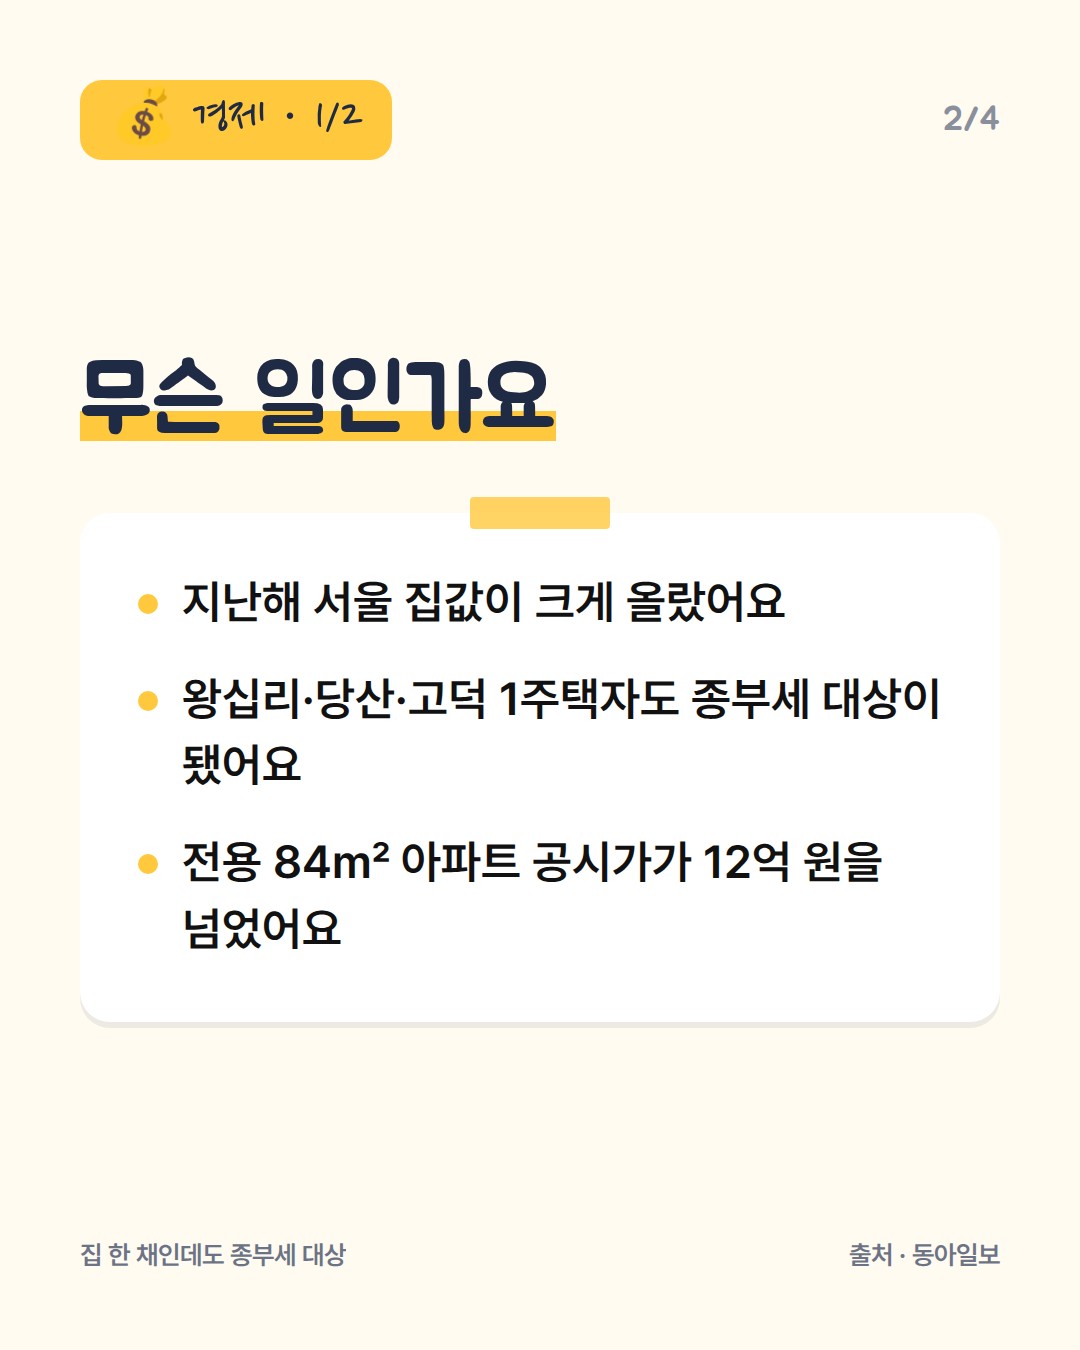 경제 · 1/2
2/4
무슨 일인가요
지난해 서울 집값이 크게 올랐어요
왕십리·당산·고덕 1주택자도 종부세 대상이
됐어요
전용 84m² 아파트 공시가가 12억 원을
넘었어요
집 한 채인데도 종부세 대상
출처 · 동아일보